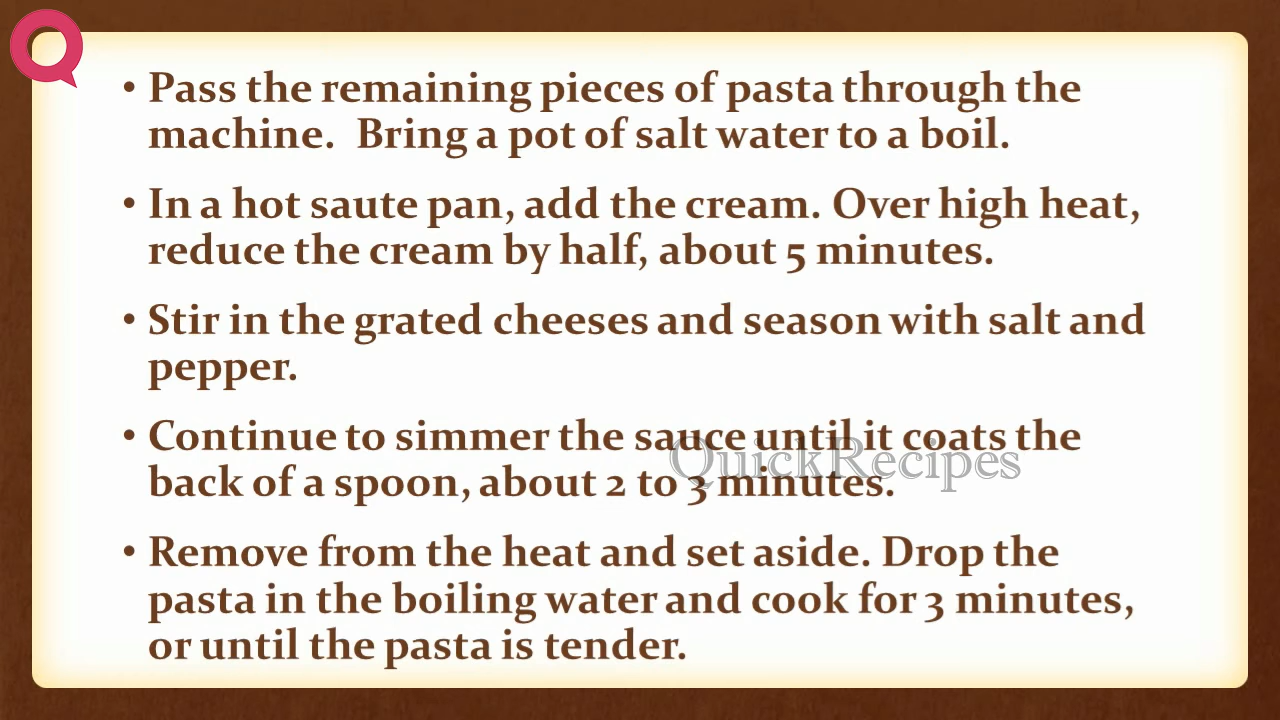 • Pass the remaining pieces of pasta through the
machine.  Bring a pot of salt water to a boil.
• In a hot saute pan, add the cream. Over high heat,
reduce the cream by half, about 5 minutes.
• Stir in the grated cheeses and season with salt and
pepper.
• Continue to simmer the sauce until it coats the
back of a spoon, about 2 to 3 minutes.
QuickRecipes
• Remove from the heat and set aside. Drop the
pasta in the boiling water and cook for 3 minutes,
or until the pasta is tender.